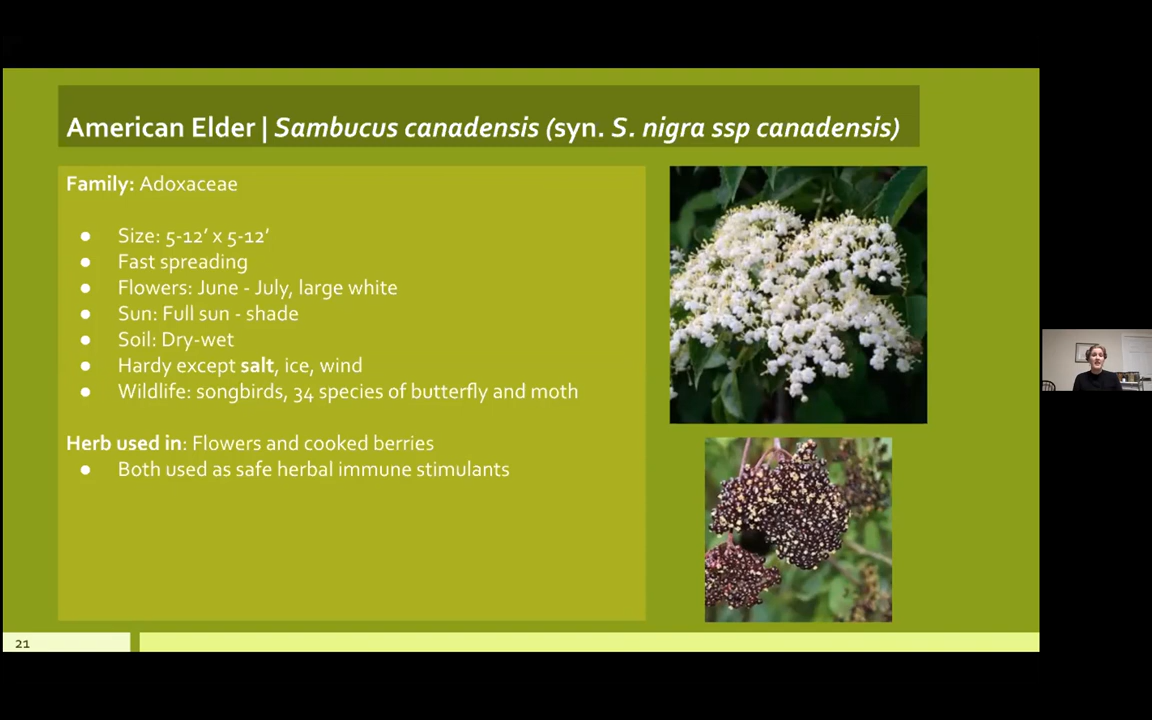 American Elder | Sambucus canadensis (syn. S. nigra ssp canadensis)
Family: Adoxaceae
● Size: 5-12’ x 5-12’
● Fast spreading
● Flowers: June - July, large white
● Sun: Full sun - shade
● Soil: Dry-wet
● Hardy except salt, ice, wind
● Wildlife: songbirds, 34 species of butterfly and moth
Herb used in: Flowers and cooked berries
● Both used as safe herbal immune stimulants
21